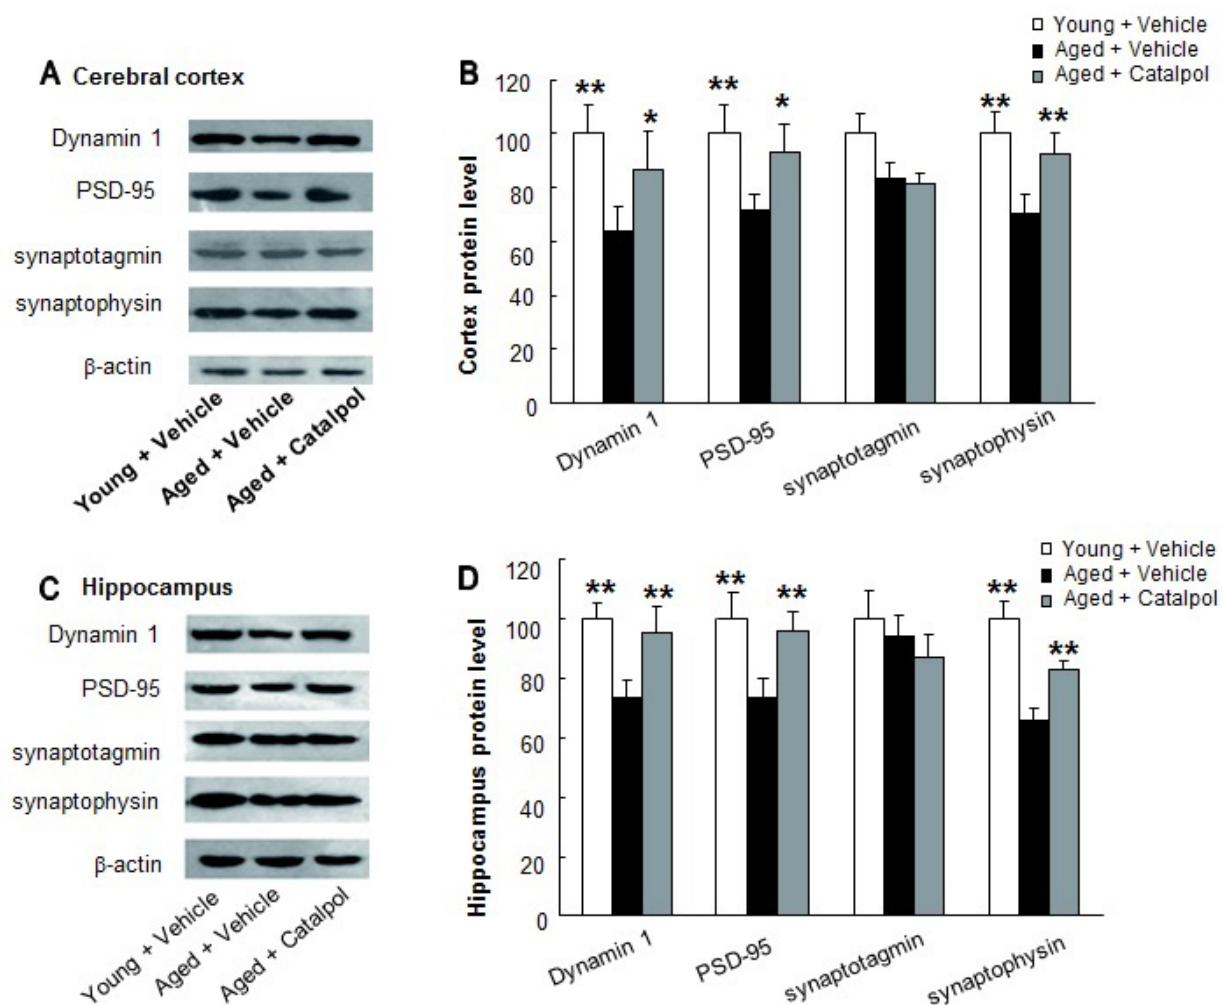 A Cerebral cortex
Dynamin 1
PSD-95
synaptotagmin
synaptophysin
β-actin
Young + Vehicle
Aged + Vehicle
Aged + Catalpol
B
Young + Vehicle
Aged + Vehicle
Aged + Catalpol
Cortex protein level
120
100
80
60
40
20
0
** *
** *
** **
Dynamin 1
PSD-95
synaptotagmin
synaptophysin
C Hippocampus
Dynamin 1
PSD-95
synaptotagmin
synaptophysin
β-actin
Young + Vehicle
Aged + Vehicle
Aged + Catalpol
D
Young + Vehicle
Aged + Vehicle
Aged + Catalpol
Hippocampus protein level
120
100
80
60
40
20
0
** **
** **
** **
Dynamin 1
PSD-95
synaptotagmin
synaptophysin